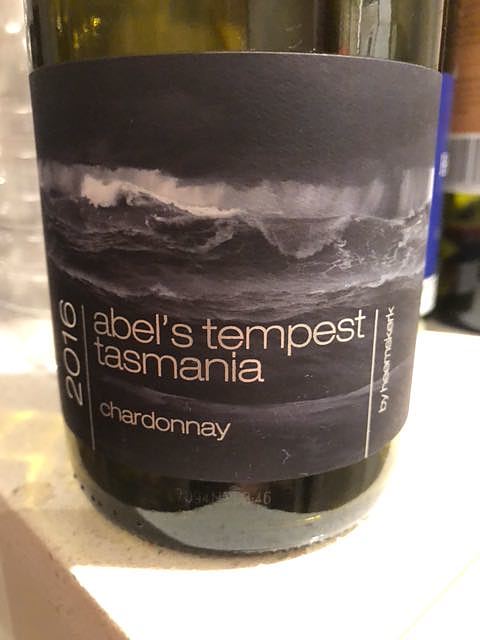 2016
abel's tempest
tasmania
chardonnay
by heemskerk